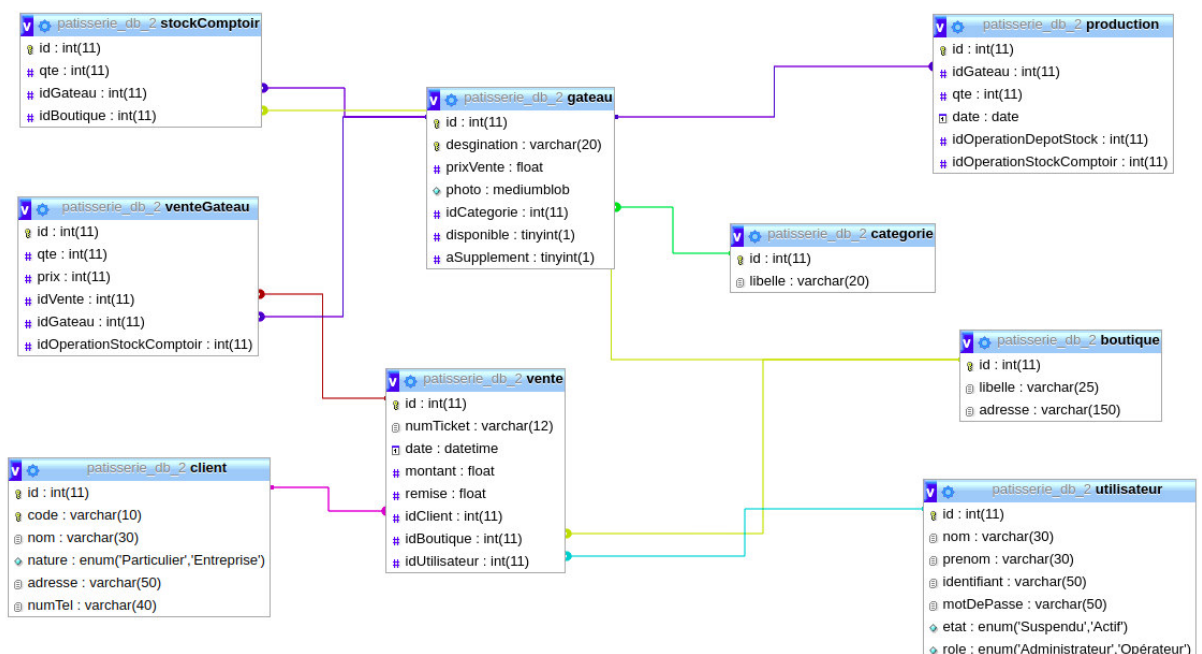 patisserie_db_2 stockComptoir
id : int(11)
qte : int(11)
idGateau : int(11)
idBoutique : int(11)
patisserie_db_2 gateau
id : int(11)
desgination : varchar(20)
prixVente : float
photo : mediumblob
idCategorie : int(11)
disponible : tinyint(1)
aSupplement : tinyint(1)
patisserie_db_2 production
id : int(11)
idGateau : int(11)
qte : int(11)
date : date
idOperationDepotStock : int(11)
idOperationStockComptoir : int(11)
patisserie_db_2 venteGateau
id : int(11)
qte : int(11)
prix : int(11)
idVente : int(11)
idGateau : int(11)
idOperationStockComptoir : int(11)
patisserie_db_2 categorie
id : int(11)
libelle : varchar(20)
patisserie_db_2 boutique
id : int(11)
libelle : varchar(25)
adresse : varchar(150)
patisserie_db_2 vente
id : int(11)
numTicket : varchar(12)
date : datetime
montant : float
remise : float
idClient : int(11)
idBoutique : int(11)
idUtilisateur : int(11)
patisserie_db_2 client
id : int(11)
code : varchar(10)
nom : varchar(30)
nature : enum('Particulier','Entreprise')
adresse : varchar(50)
numTel : varchar(40)
patisserie_db_2 utilisateur
id : int(11)
nom : varchar(30)
prenom : varchar(30)
identifiant : varchar(50)
motDePasse : varchar(50)
etat : enum('Suspendu','Actif')
role : enum('Administrateur','Opérateur')